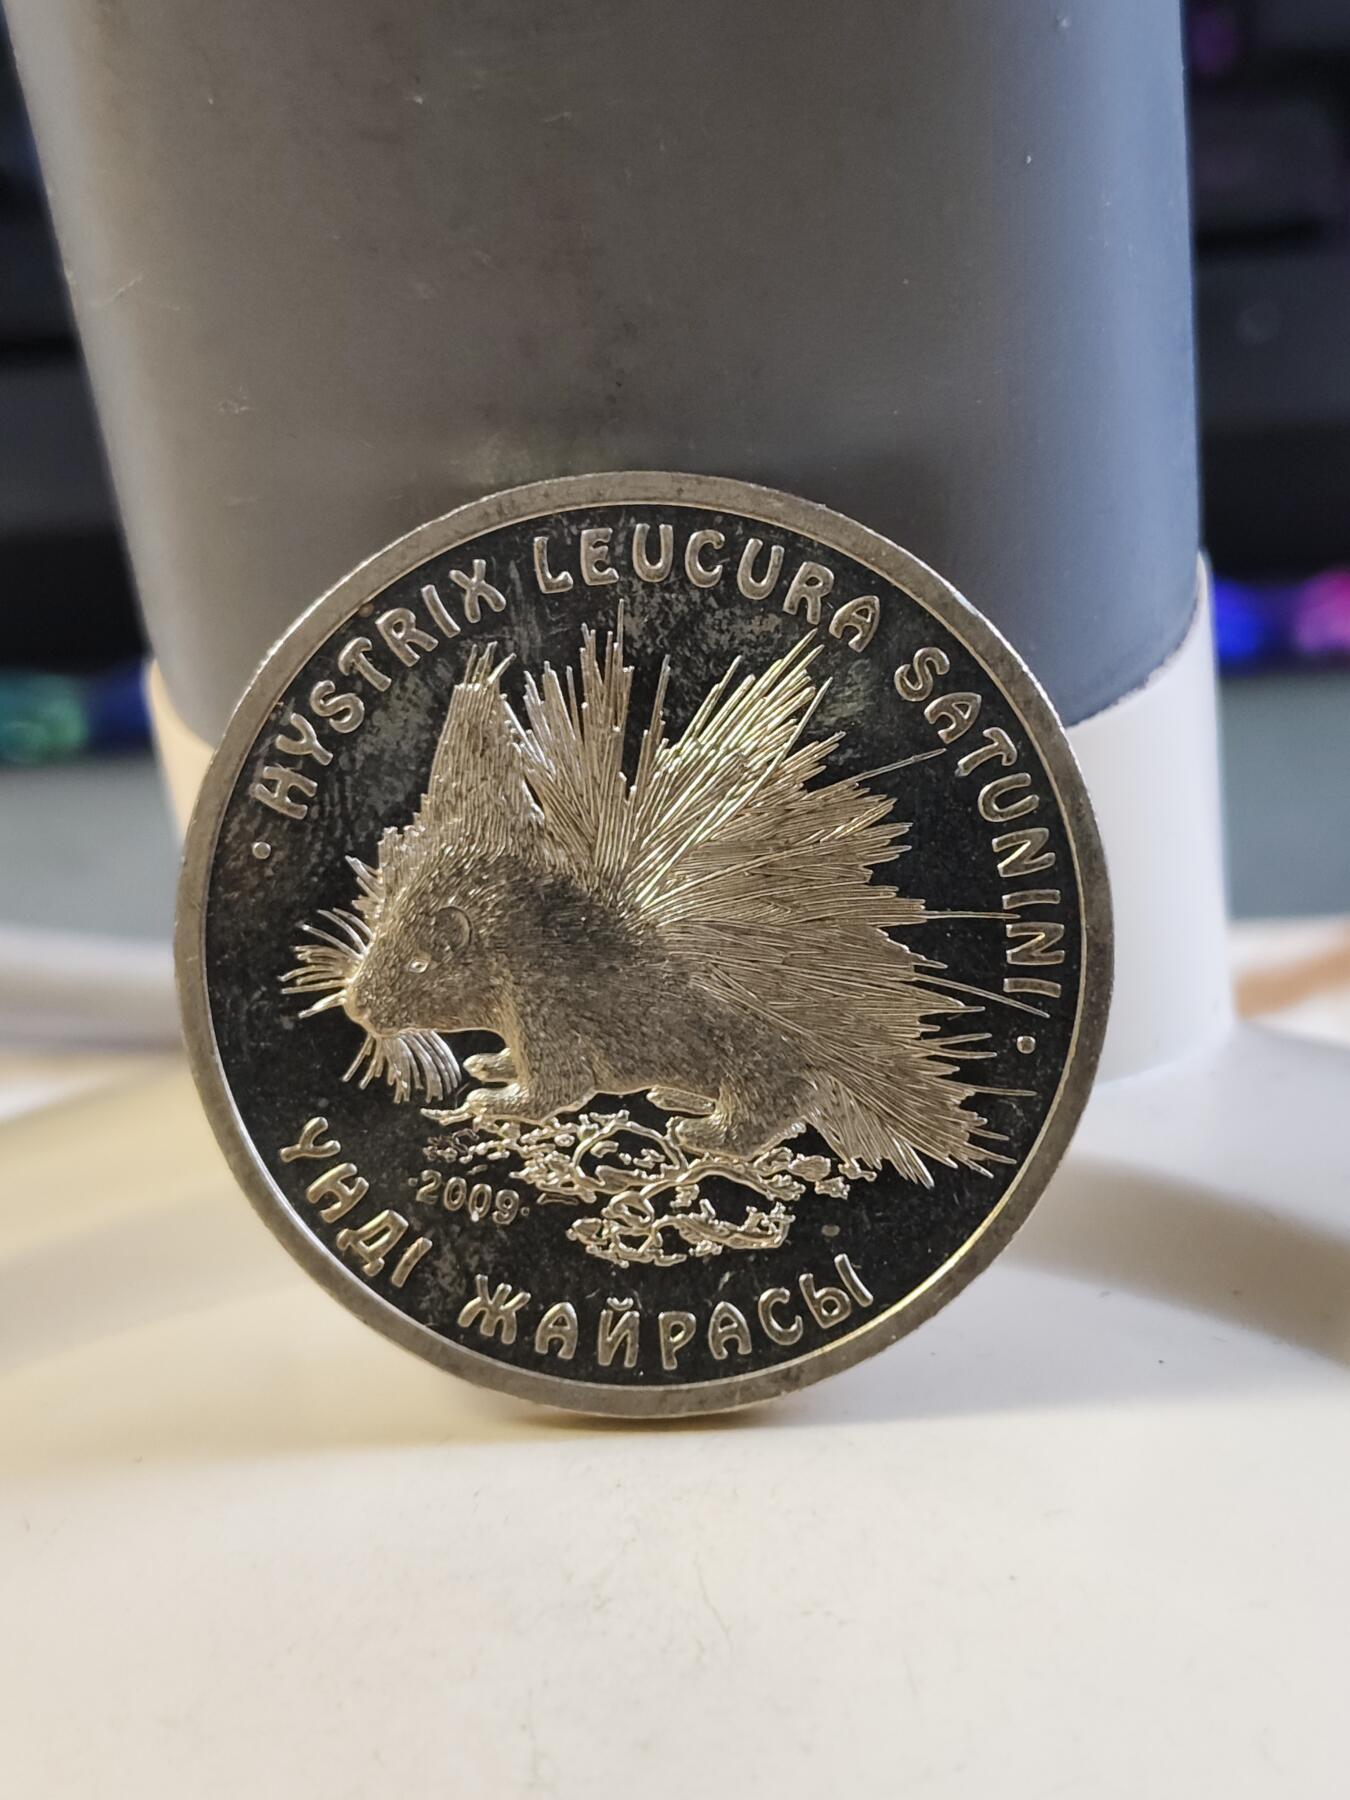 · HYSTRIX LEUCURA SATUNINI ·
·2009·
ҮНДІ ЖАЙРАСЫ